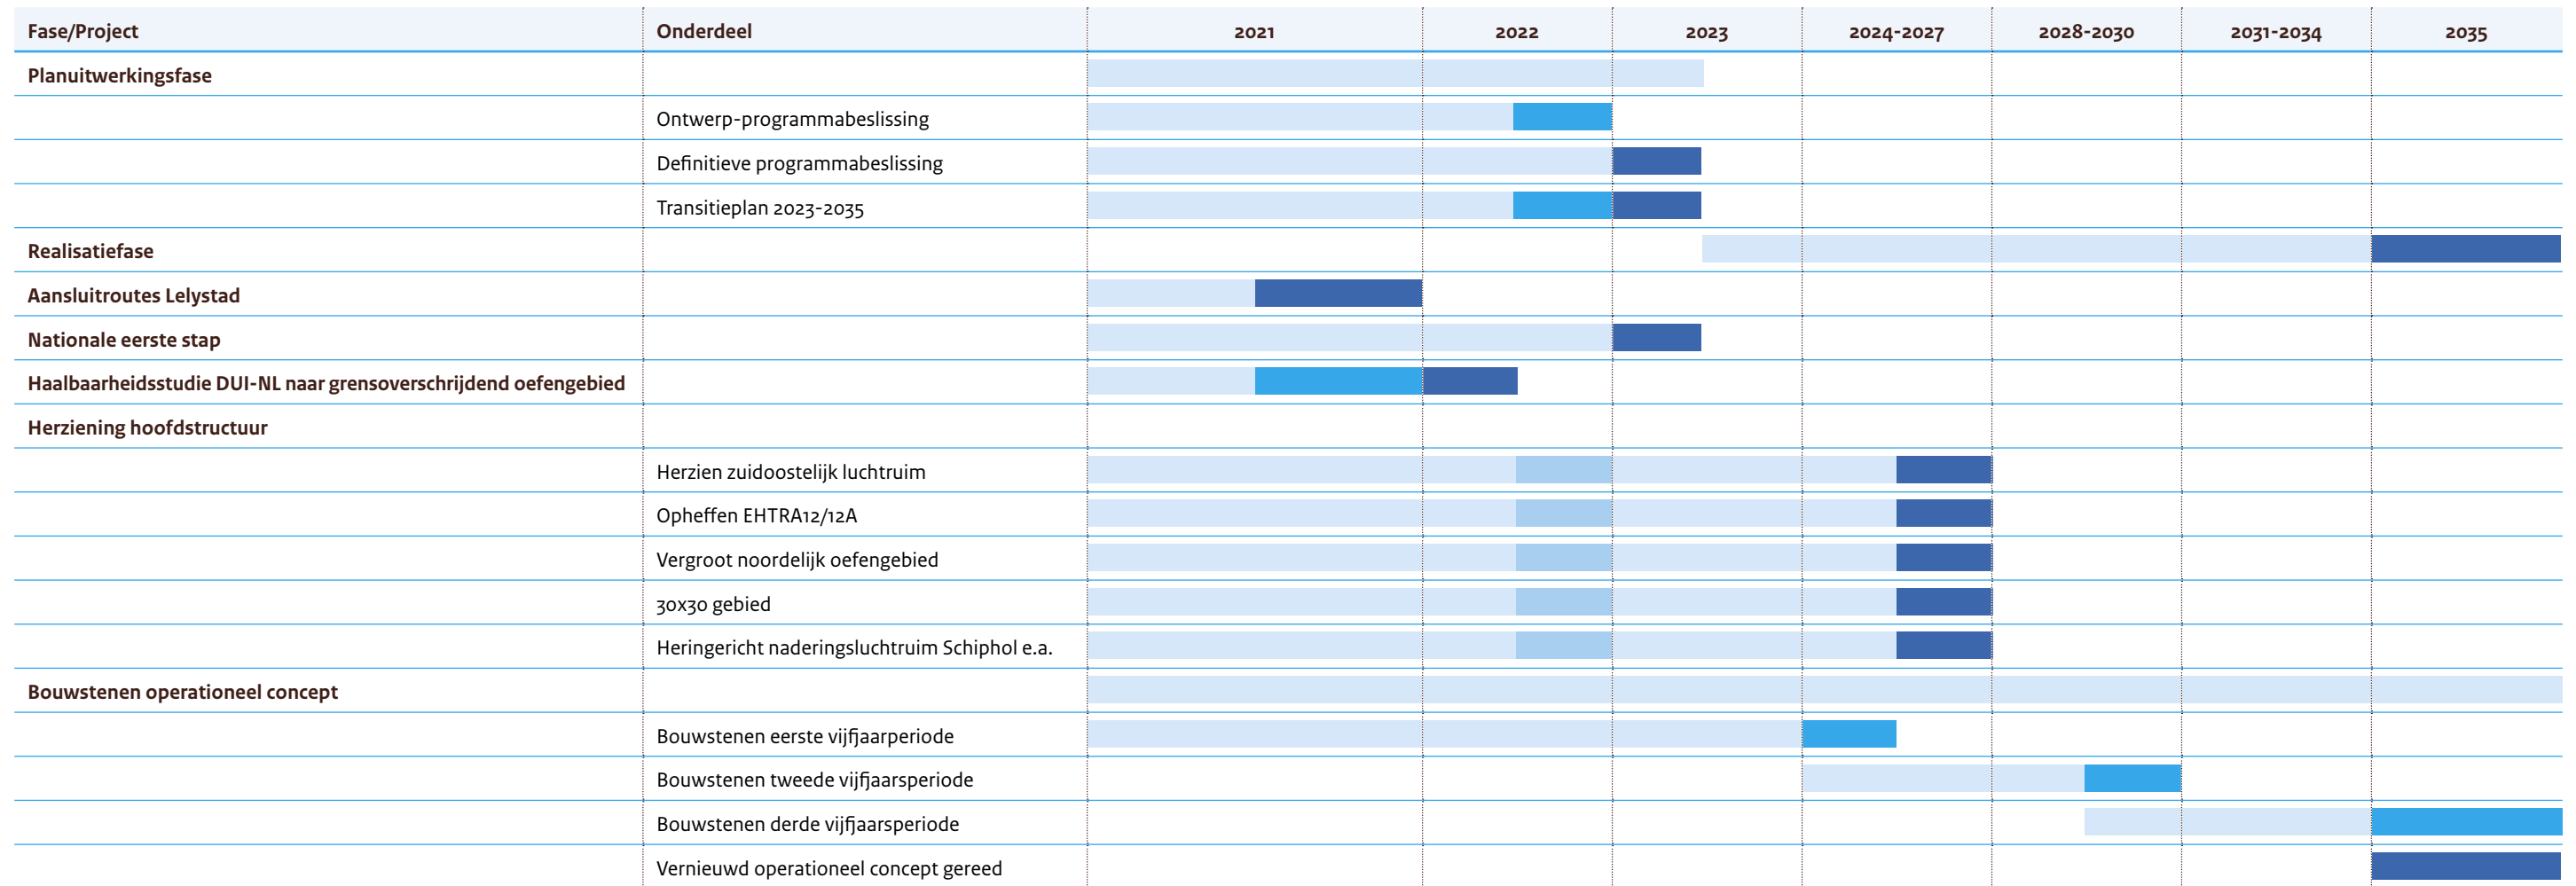 Fase/Project Onderdeel 2021 2022 2023 2024-2027 2028-2030 2031-2034 2035
Planuitwerkingsfase
Ontwerp-programmabeslissing
Definitieve programmabeslissing
Transitieplan 2023-2035
Realisatiefase
Aansluitroutes Lelystad
Nationale eerste stap
Haalbaarheidsstudie DUI-NL naar grensoverschrijdend oefengebied
Herziening hoofdstructuur
Herzien zuidoostelijk luchtruim
Opheffen EHTRA12/12A
Vergroot noordelijk oefengebied
30x30 gebied
Heringericht naderingsluchtruim Schiphol e.a.
Bouwstenen operationeel concept
Bouwstenen eerste vijfjaarperiode
Bouwstenen tweede vijfjaarsperiode
Bouwstenen derde vijfjaarsperiode
Vernieuwd operationeel concept gereed